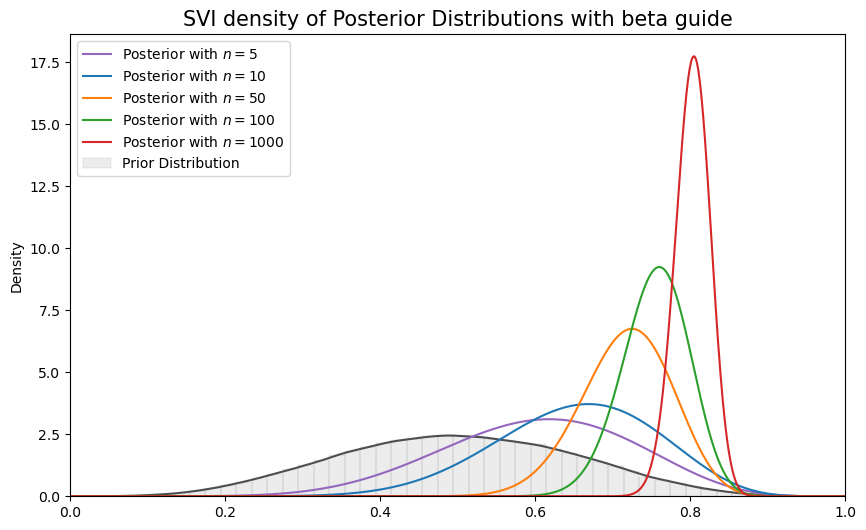 SVI density of Posterior Distributions with beta guide
Posterior with n = 5
Posterior with n = 10
Posterior with n = 50
Posterior with n = 100
Posterior with n = 1000
Prior Distribution
Density
17.5
15.0
12.5
10.0
7.5
5.0
2.5
0.0
0.0 0.2 0.4 0.6 0.8 1.0